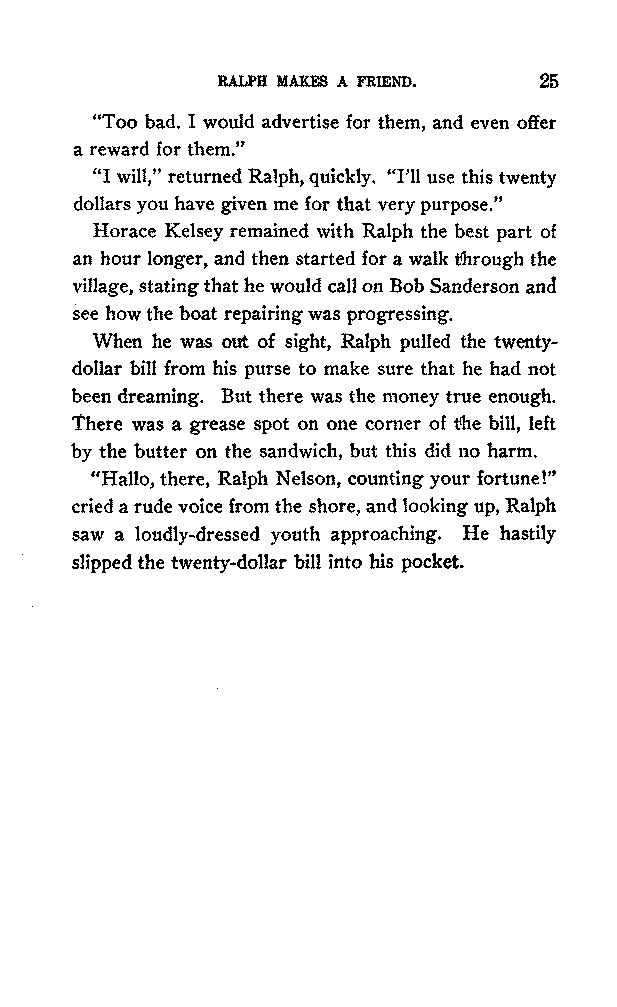 RALPH MAKES A FRIEND. 25
“Too bad. I would advertise for them, and even offer
a reward for them.”
“I will,” returned Ralph, quickly. “I’ll use this twenty
dollars you have given me for that very purpose.”
Horace Kelsey remained with Ralph the best part of
an hour longer, and then started for a walk through the
village, stating that he would call on Bob Sanderson and
see how the boat repairing was progressing.
When he was out of sight, Ralph pulled the twenty-
dollar bill from his purse to make sure that he had not
been dreaming. But there was the money true enough.
There was a grease spot on one corner of the bill, left
by the butter on the sandwich, but this did no harm.
“Hallo, there, Ralph Nelson, counting your fortune!”
cried a rude voice from the shore, and looking up, Ralph
saw a loudly-dressed youth approaching. He hastily
slipped the twenty-dollar bill into his pocket.